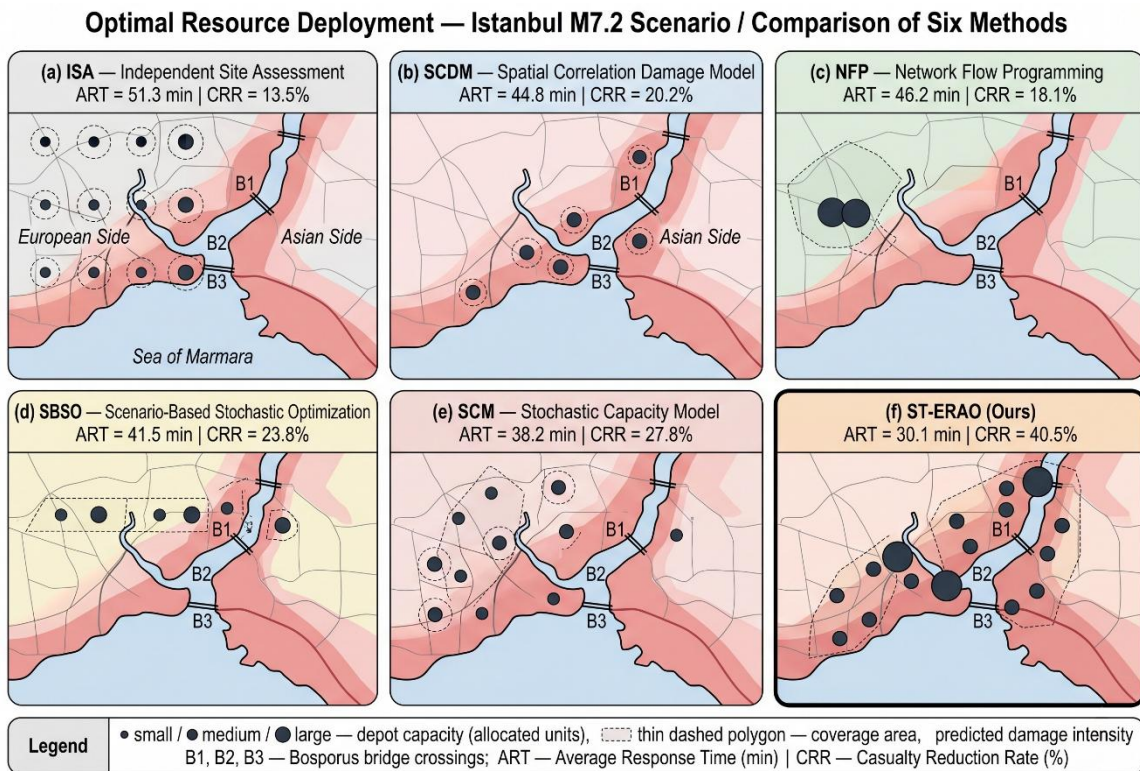 Optimal Resource Deployment — Istanbul M7.2 Scenario / Comparison of Six Methods
(a) ISA — Independent Site Assessment
ART = 51.3 min | CRR = 13.5%
B1
European Side
B2
Asian Side
B3
Sea of Marmara
(b) SCDM — Spatial Correlation Damage Model
ART = 44.8 min | CRR = 20.2%
B1
B2
Asian Side
B3
(c) NFP — Network Flow Programming
ART = 46.2 min | CRR = 18.1%
B1
B2
B3
(d) SBSO — Scenario-Based Stochastic Optimization
ART = 41.5 min | CRR = 23.8%
B1
B2
B3
(e) SCM — Stochastic Capacity Model
ART = 38.2 min | CRR = 27.8%
B1
B2
B3
(f) ST-ERAO (Ours)
ART = 30.1 min | CRR = 40.5%
B1
B2
B3
Legend
small / medium / large — depot capacity (allocated units), thin dashed polygon — coverage area, predicted damage intensity
B1, B2, B3 — Bosporus bridge crossings; ART — Average Response Time (min) | CRR — Casualty Reduction Rate (%)